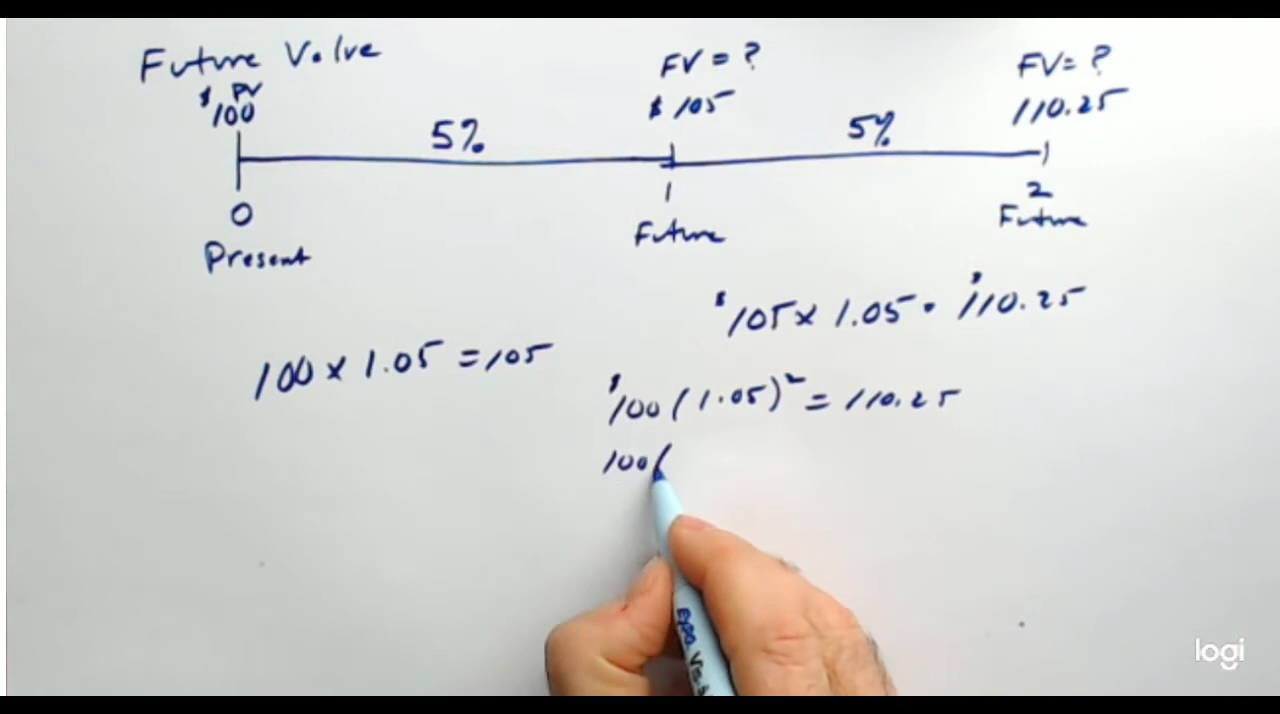 Future Value
PV
$100
5%
FV = ?
$105
5%
FV = ?
110.25
0
Present
1
Future
2
Future
$105 x 1.05 = $110.25
100 x 1.05 = 105
$100 (1.05)² = 110.25
100(
Expo
logi